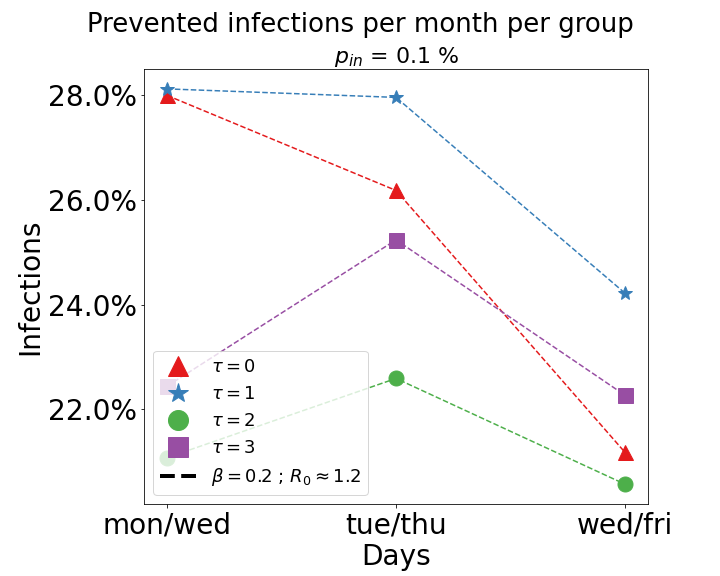 Prevented infections per month per group
p_in = 0.1 %
28.0%
26.0%
24.0%
22.0%
Infections
τ = 0
τ = 1
τ = 2
τ = 3
β = 0.2 ; R₀ ≈ 1.2
mon/wed tue/thu wed/fri
Days